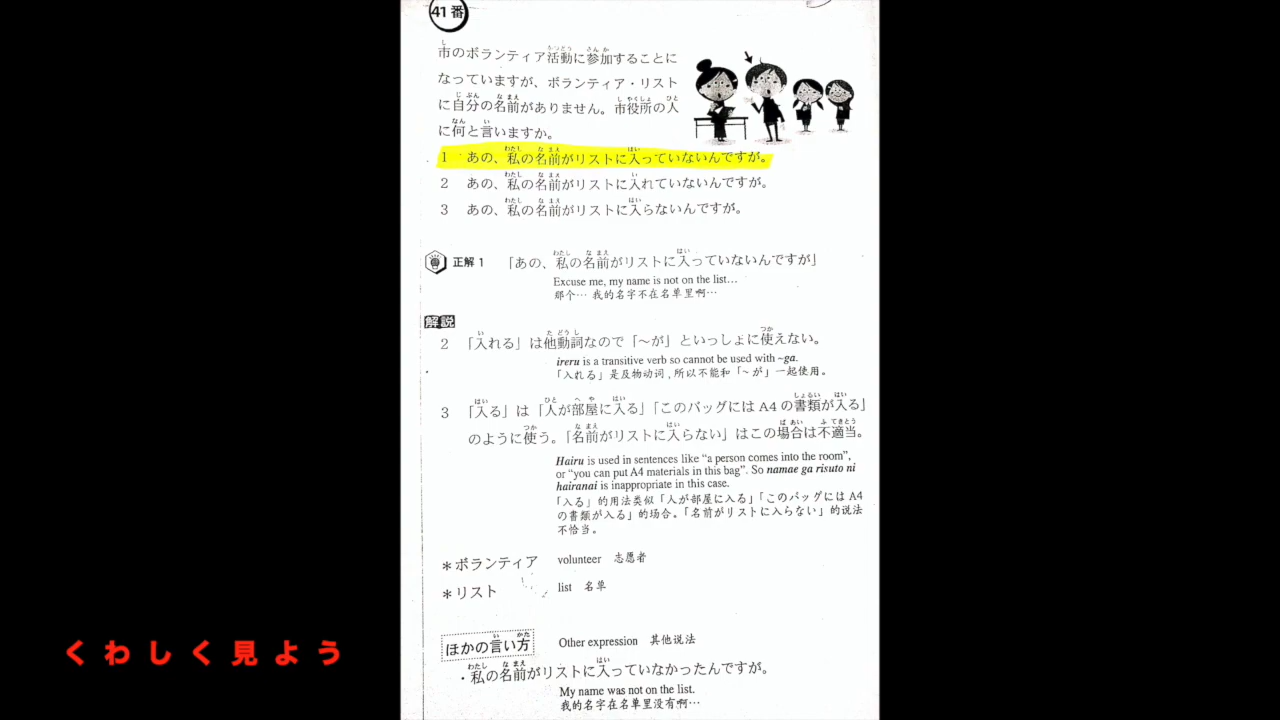 41番
市のボランティア活動に参加することに
なっていますが、ボランティア・リスト
に自分の名前がありません。市役所の人
に何と言いますか。
1 あの、私の名前がリストに入っていないんですが。
2 あの、私の名前がリストに入れていないんですが。
3 あの、私の名前がリストに入らないんですが。
正解1 「あの、私の名前がリストに入っていないんですが」
Excuse me, my name is not on the list…
那个… 我的名字不在名单里啊…
解説
2 「入れる」は他動詞なので「〜が」といっしょに使えない。
ireru is a transitive verb so cannot be used with ~ga.
「入れる」是及物动词,所以不能和「〜が」一起使用。
3 「入る」は「人が部屋に入る」「このバッグには A4 の書類が入る」
のように使う。「名前がリストに入らない」はこの場合は不適当。
Hairu is used in sentences like “a person comes into the room”,
or “you can put A4 materials in this bag”. So namae ga risuto ni
hairanai is inappropriate in this case.
「入る」的用法类似「人が部屋に入る」「このバッグには A4
の書類が入る」的场合。「名前がリストに入らない」的说法
不恰当。
＊ボランティア volunteer 志愿者
＊リスト list 名单
ほかの言い方 Other expression 其他说法
・私の名前がリストに入っていなかったんですが。
My name was not on the list.
我的名字在名单里没有啊…
くわしく見よう